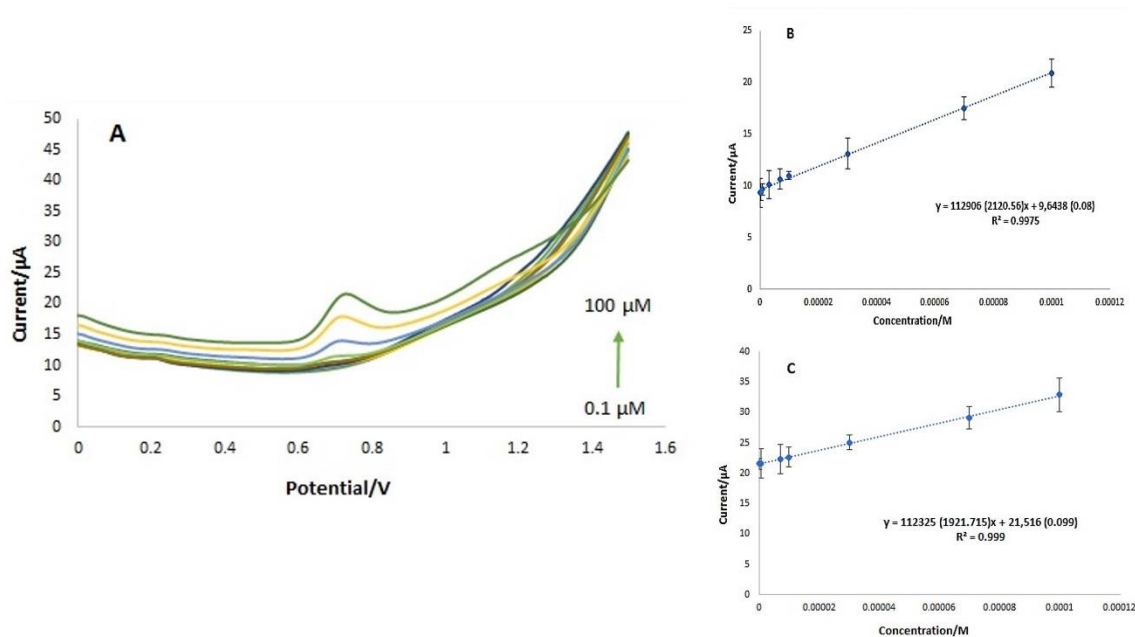 A
50
45
40
35
30
25
20
15
10
5
0
Current/µA
0 0.2 0.4 0.6 0.8 1 1.2 1.4 1.6
Potential/V
100 µM
0.1 µM
B
25
20
15
10
5
0
Current/µA
y = 112906 (2120.56)x + 9,6438 (0.08)
R² = 0.9975
0 0.00002 0.00004 0.00006 0.00008 0.0001 0.00012
Concentration/M
C
40
35
30
25
20
15
10
5
0
Current/µA
y = 112325 (1921.715)x + 21,516 (0.099)
R² = 0.999
0 0.00002 0.00004 0.00006 0.00008 0.0001 0.00012
Concentration/M